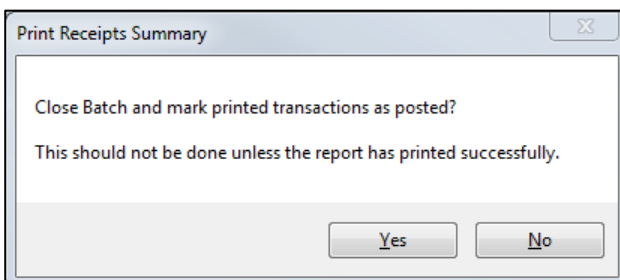 Print Receipts Summary
Close Batch and mark printed transactions as posted?
This should not be done unless the report has printed successfully.
Yes No